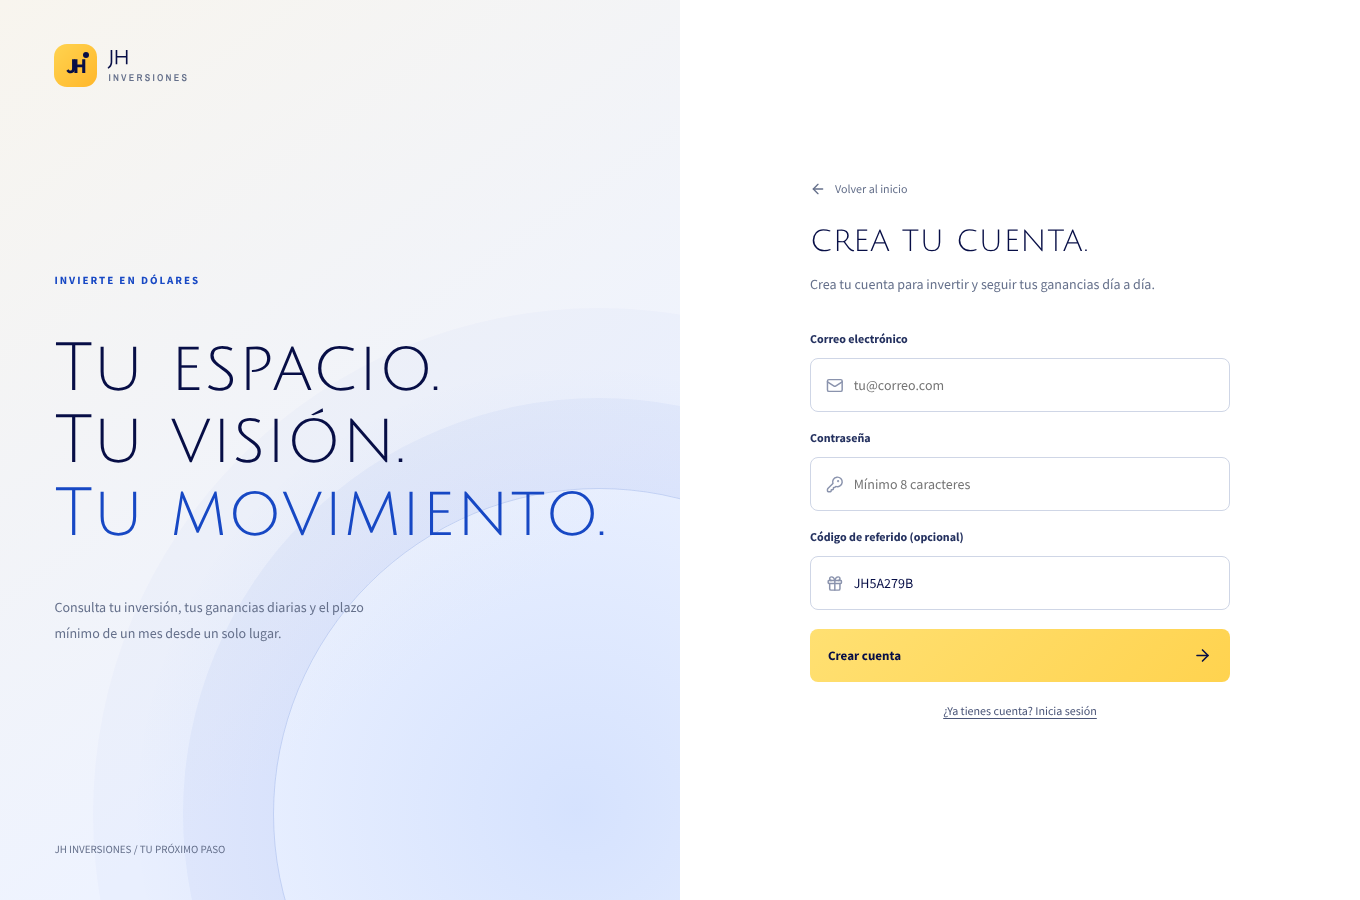 JH
JH
INVERSIONES
INVIERTE EN DÓLARES
TU ESPACIO.
TU VISIÓN.
TU MOVIMIENTO.
Consulta tu inversión, tus ganancias diarias y el plazo
mínimo de un mes desde un solo lugar.
JH INVERSIONES / TU PRÓXIMO PASO
Volver al inicio
CREA TU CUENTA.
Crea tu cuenta para invertir y seguir tus ganancias día a día.
Correo electrónico
tu@correo.com
Contraseña
Mínimo 8 caracteres
Código de referido (opcional)
JH5A279B
Crear cuenta
¿Ya tienes cuenta? Inicia sesión